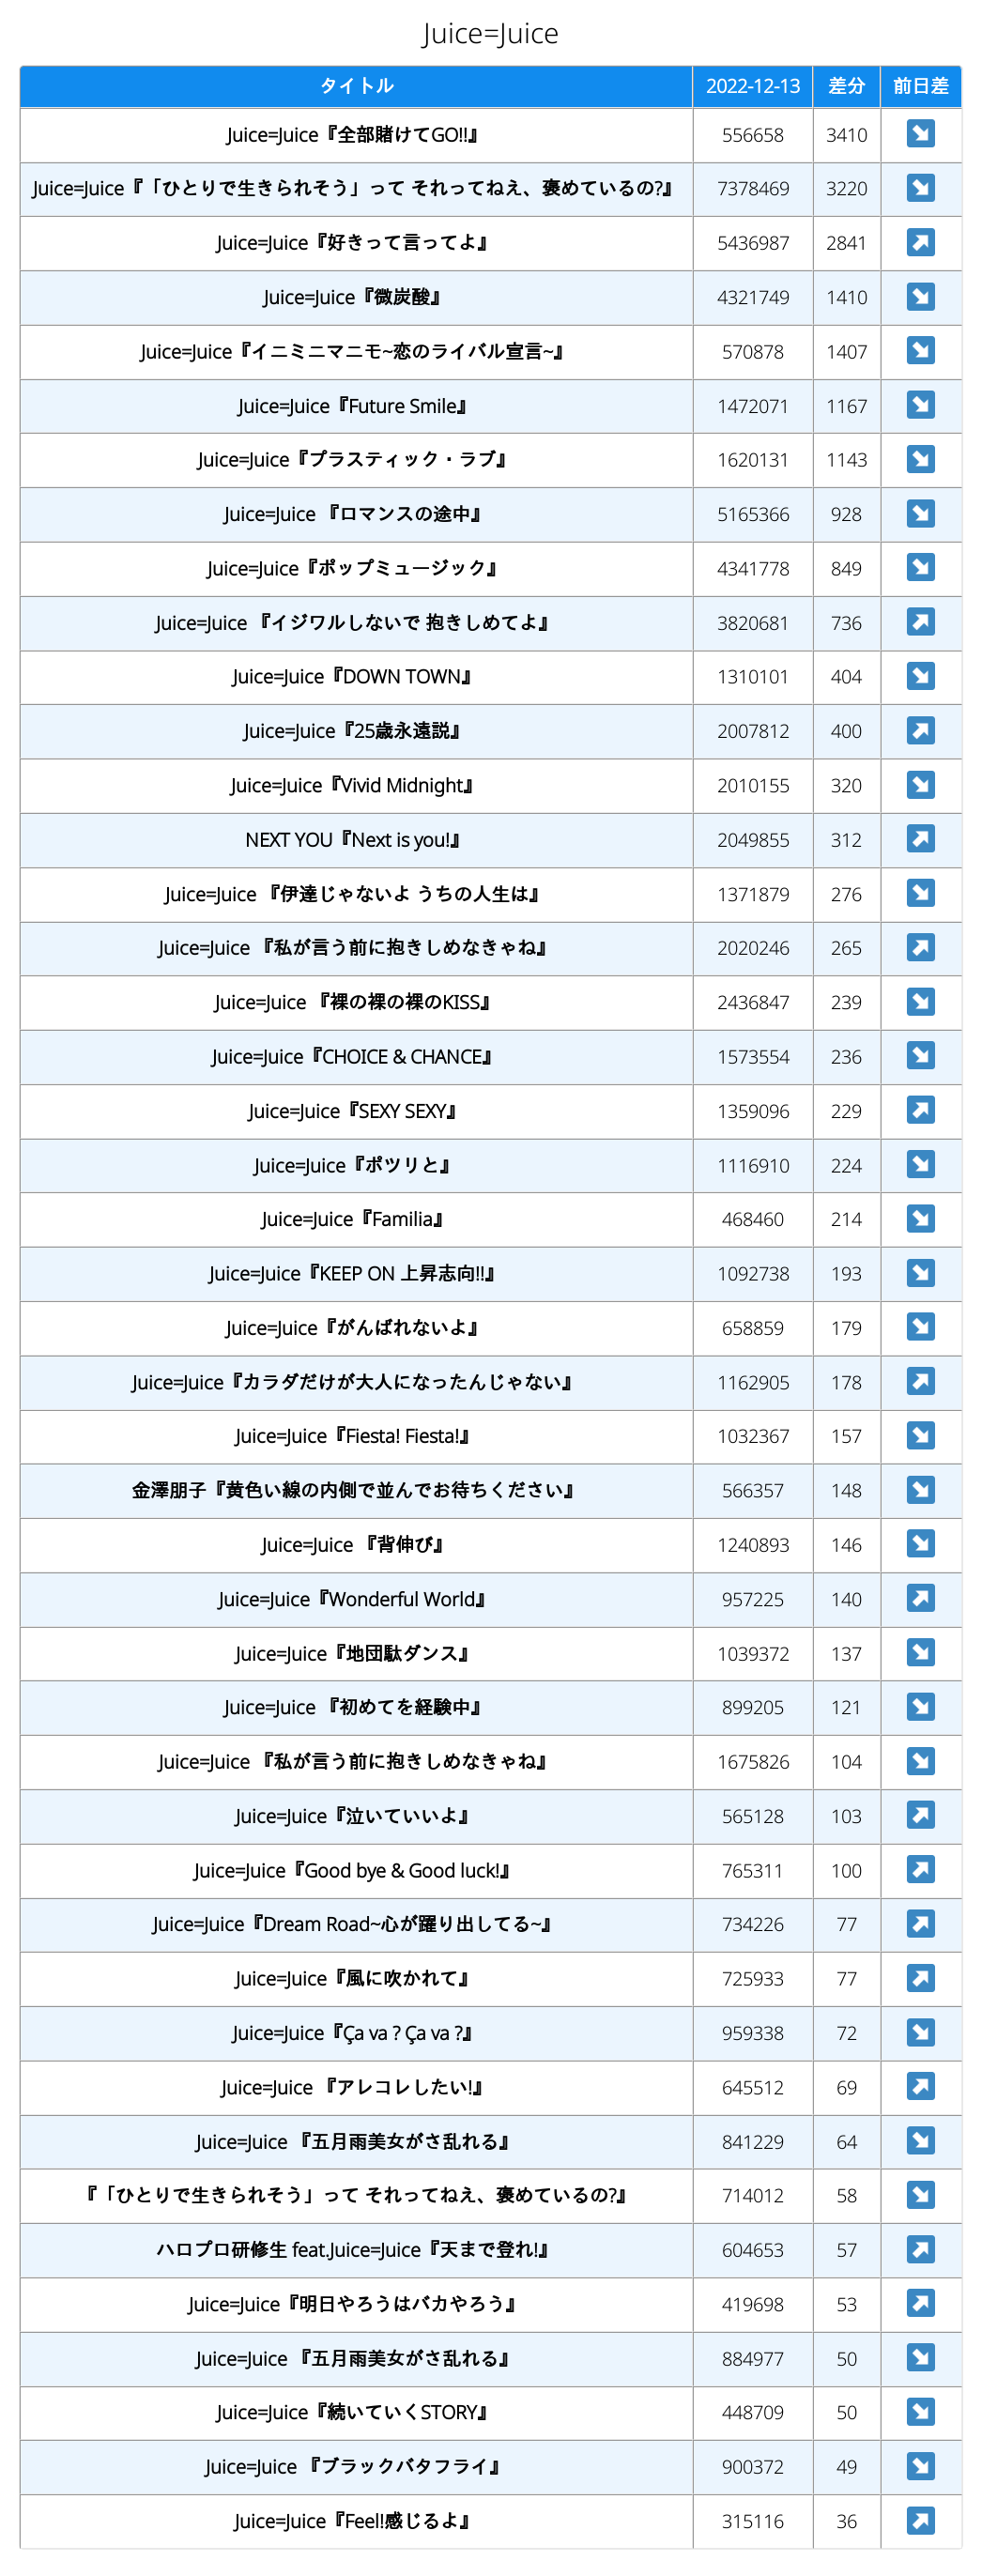 Juice=Juice
タイトル 2022-12-13 差分 前日差
Juice=Juice『全部賭けてGO!!』 556658 3410 ↘
Juice=Juice『「ひとりで生きられそう」って それってねえ、褒めているの?』 7378469 3220 ↘
Juice=Juice『好きって言ってよ』 5436987 2841 ↗
Juice=Juice『微炭酸』 4321749 1410 ↘
Juice=Juice『イニミニマニモ~恋のライバル宣言~』 570878 1407 ↘
Juice=Juice『Future Smile』 1472071 1167 ↘
Juice=Juice『プラスティック・ラブ』 1620131 1143 ↘
Juice=Juice 『ロマンスの途中』 5165366 928 ↘
Juice=Juice『ポップミュージック』 4341778 849 ↘
Juice=Juice 『イジワルしないで 抱きしめてよ』 3820681 736 ↗
Juice=Juice『DOWN TOWN』 1310101 404 ↘
Juice=Juice『25歳永遠説』 2007812 400 ↗
Juice=Juice『Vivid Midnight』 2010155 320 ↘
NEXT YOU『Next is you!』 2049855 312 ↗
Juice=Juice 『伊達じゃないよ うちの人生は』 1371879 276 ↘
Juice=Juice 『私が言う前に抱きしめなきゃね』 2020246 265 ↗
Juice=Juice 『裸の裸の裸のKISS』 2436847 239 ↘
Juice=Juice『CHOICE & CHANCE』 1573554 236 ↘
Juice=Juice『SEXY SEXY』 1359096 229 ↗
Juice=Juice『ポツリと』 1116910 224 ↘
Juice=Juice『Familia』 468460 214 ↘
Juice=Juice『KEEP ON 上昇志向!!』 1092738 193 ↘
Juice=Juice『がんばれないよ』 658859 179 ↘
Juice=Juice『カラダだけが大人になったんじゃない』 1162905 178 ↗
Juice=Juice『Fiesta! Fiesta!』 1032367 157 ↘
金澤朋子『黄色い線の内側で並んでお待ちください』 566357 148 ↘
Juice=Juice 『背伸び』 1240893 146 ↘
Juice=Juice『Wonderful World』 957225 140 ↗
Juice=Juice『地団駄ダンス』 1039372 137 ↘
Juice=Juice 『初めてを経験中』 899205 121 ↘
Juice=Juice 『私が言う前に抱きしめなきゃね』 1675826 104 ↘
Juice=Juice『泣いていいよ』 565128 103 ↗
Juice=Juice『Good bye & Good luck!』 765311 100 ↗
Juice=Juice『Dream Road~心が躍り出してる~』 734226 77 ↗
Juice=Juice『風に吹かれて』 725933 77 ↗
Juice=Juice『Ça va ? Ça va ?』 959338 72 ↘
Juice=Juice 『アレコレしたい!』 645512 69 ↗
Juice=Juice 『五月雨美女がさ乱れる』 841229 64 ↘
『「ひとりで生きられそう」って それってねえ、褒めているの?』 714012 58 ↘
ハロプロ研修生 feat.Juice=Juice『天まで登れ!』 604653 57 ↗
Juice=Juice『明日やろうはバカやろう』 419698 53 ↗
Juice=Juice 『五月雨美女がさ乱れる』 884977 50 ↘
Juice=Juice『続いていくSTORY』 448709 50 ↘
Juice=Juice 『ブラックバタフライ』 900372 49 ↘
Juice=Juice『Feel!感じるよ』 315116 36 ↗